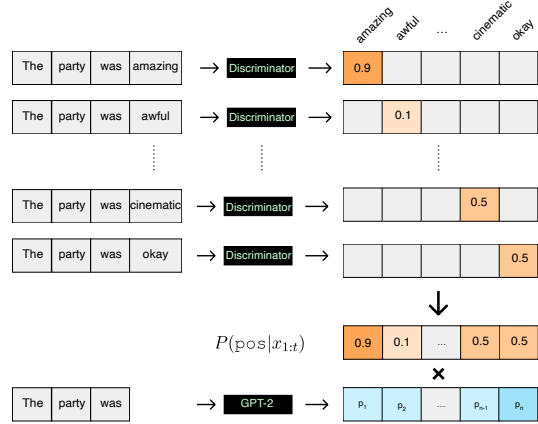 amazing awful ... cinematic okay
The party was amazing Discriminator 0.9
The party was awful Discriminator 0.1
The party was cinematic Discriminator 0.5
The party was okay Discriminator 0.5
P(pos|x1:t) 0.9 0.1 ... 0.5 0.5
×
The party was GPT-2 p1 p2 ... pn-1 pn